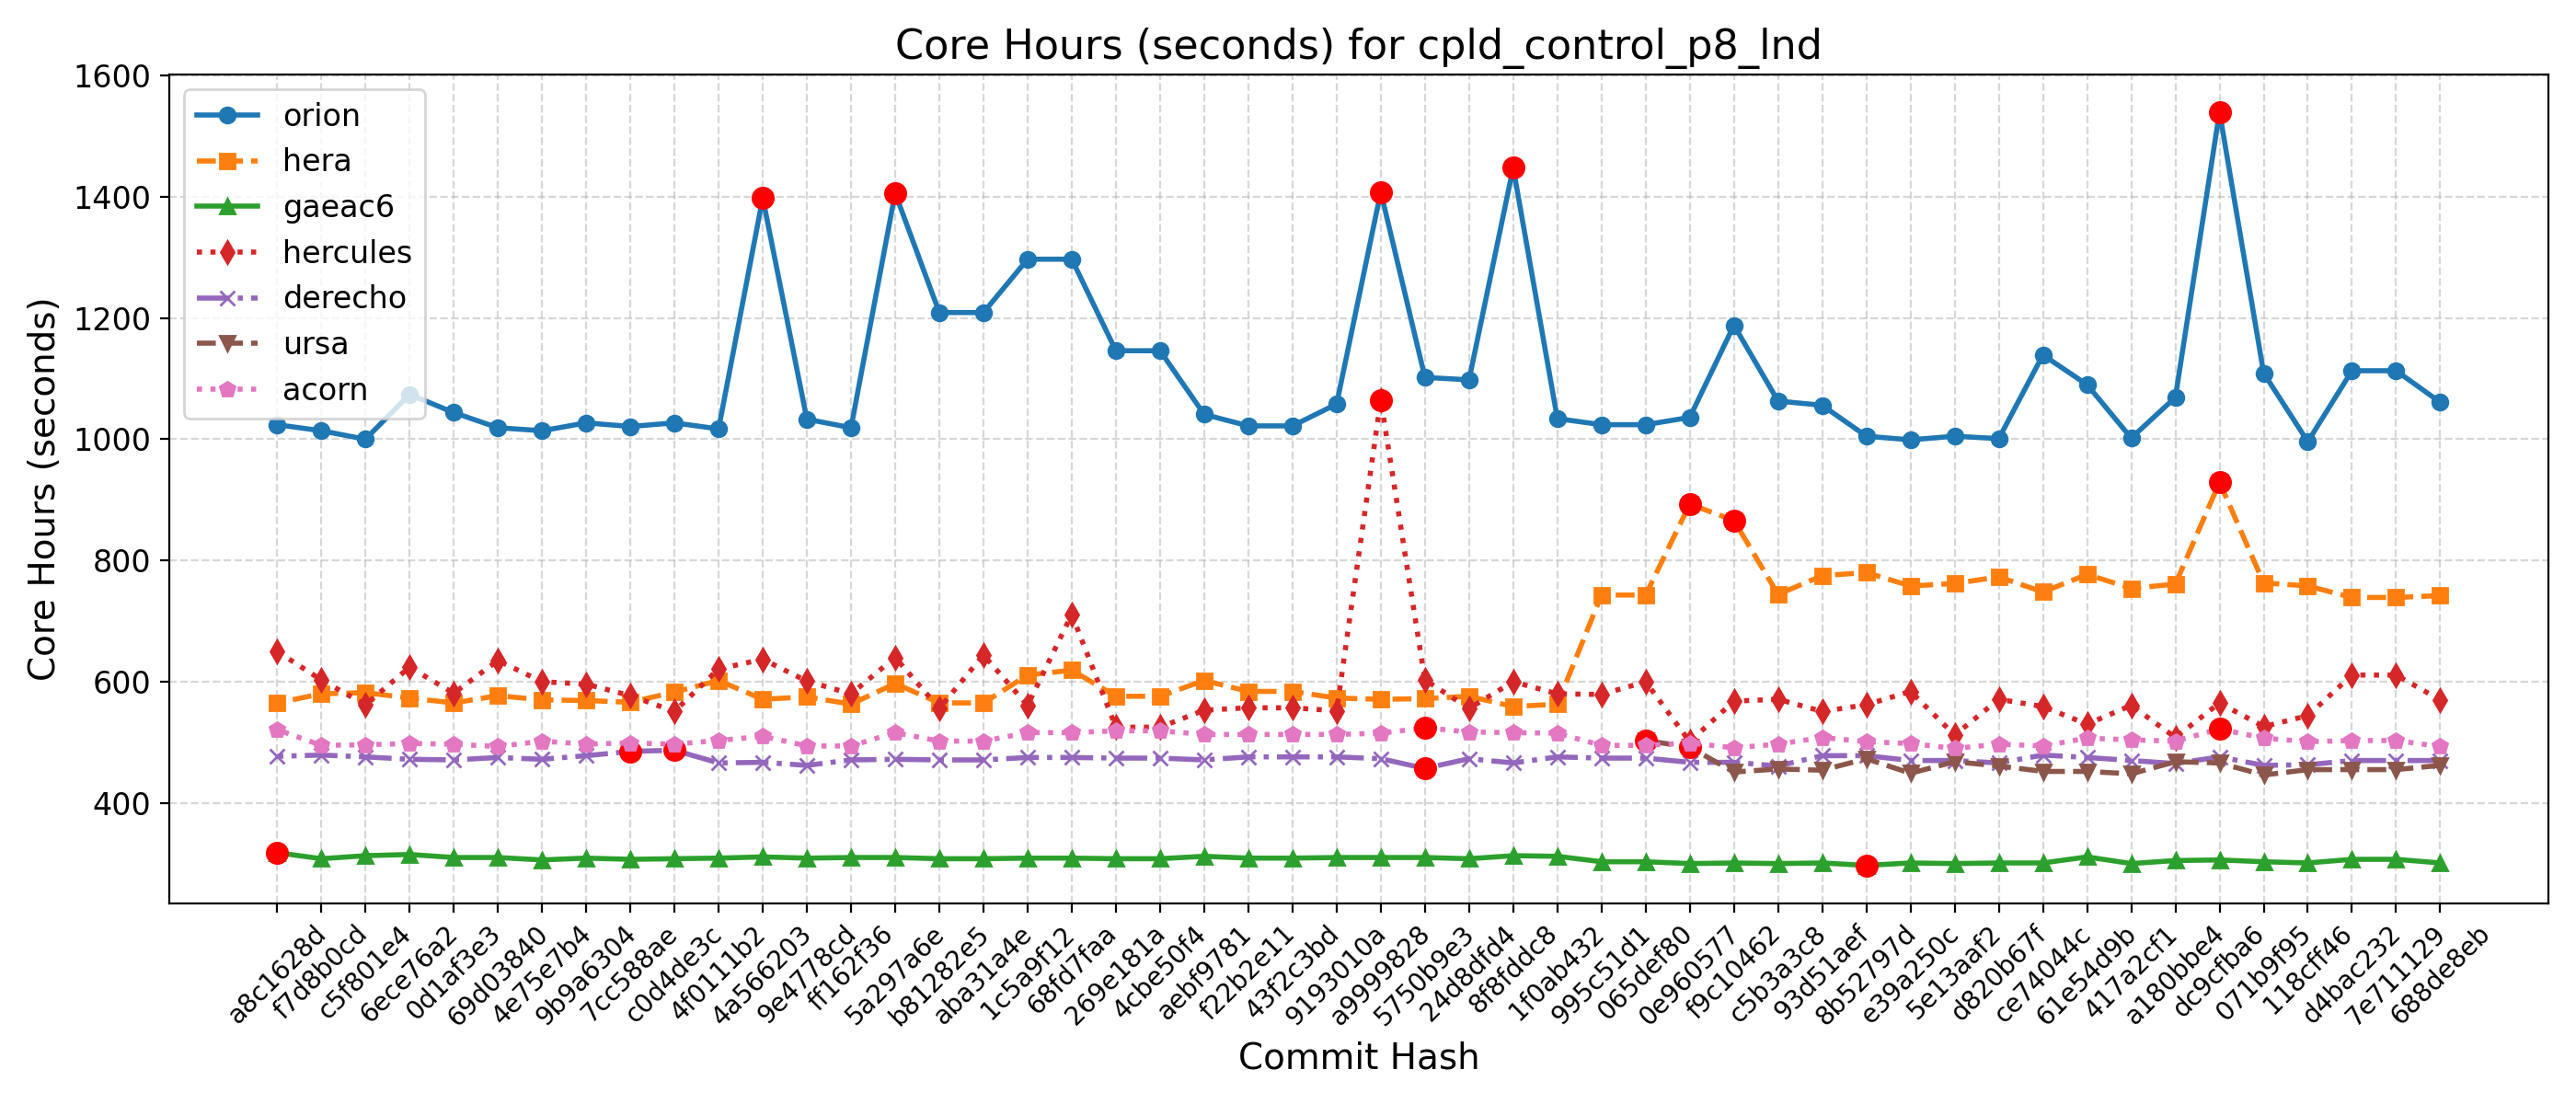 Core Hours (seconds) for cpld_control_p8_lnd
Core Hours (seconds)
1600
1400
1200
1000
800
600
400
orion
hera
gaeac6
hercules
derecho
ursa
acorn
a8c1628d
f7d8b0cd
c5f801e4
6ece76a2
0d1af3e3
69d03840
4e75e7b4
9b9a6304
7cc588ae
c0d4de3c
4f0111b2
4a566203
9e4778cd
ff162f36
5a297a6e
b81282e5
aba31a4e
1c5a9f12
68fd7faa
269e181a
4cbe50f4
aebf9781
f22b2e11
43f2c3bd
9193010a
a9999828
5750b9e3
24d8dfd4
8f8fddc8
1f0ab432
995c51d1
065def80
0e960577
f9c10462
c5b3a3c8
93d51aef
8b52797d
e39a250c
5e13aaf2
d820b67f
ce74044c
61e54d9b
417a2cf1
a180bbe4
dc9cfba6
071b9f95
118cff46
d4bac232
7e711129
688de8eb
Commit Hash